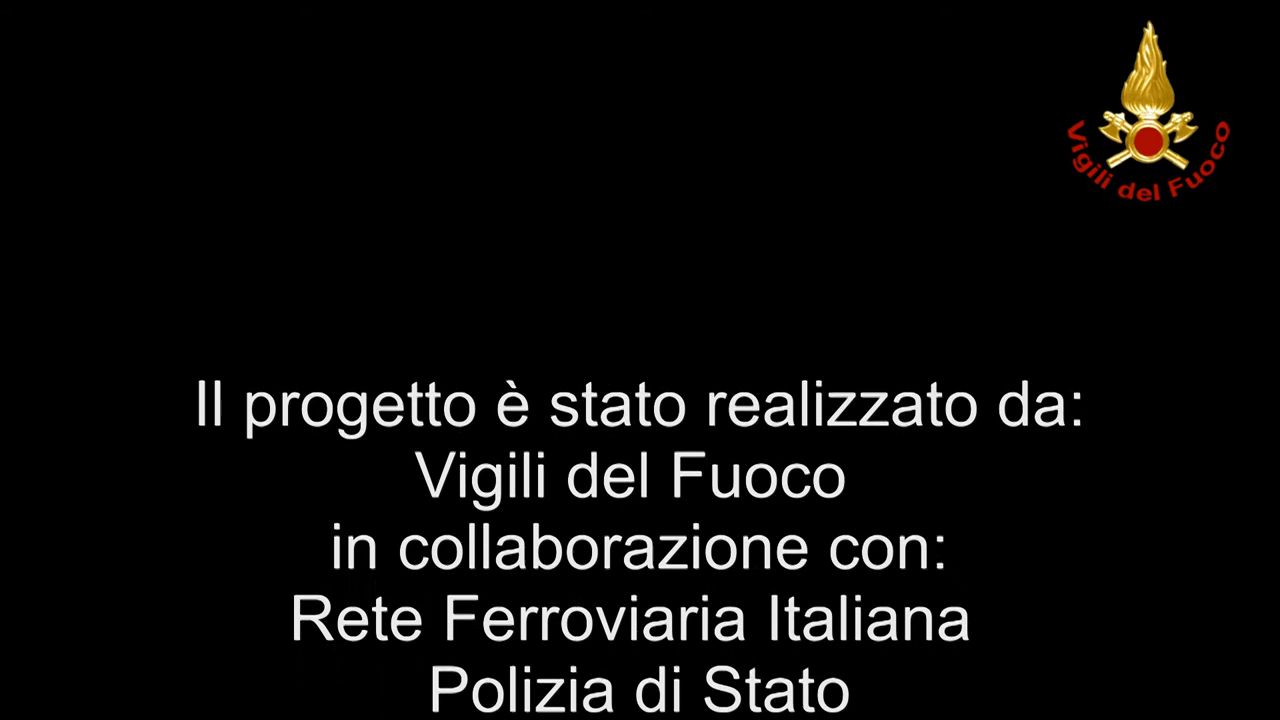 Vigili del Fuoco
Il progetto è stato realizzato da:
Vigili del Fuoco
in collaborazione con:
Rete Ferroviaria Italiana
Polizia di Stato